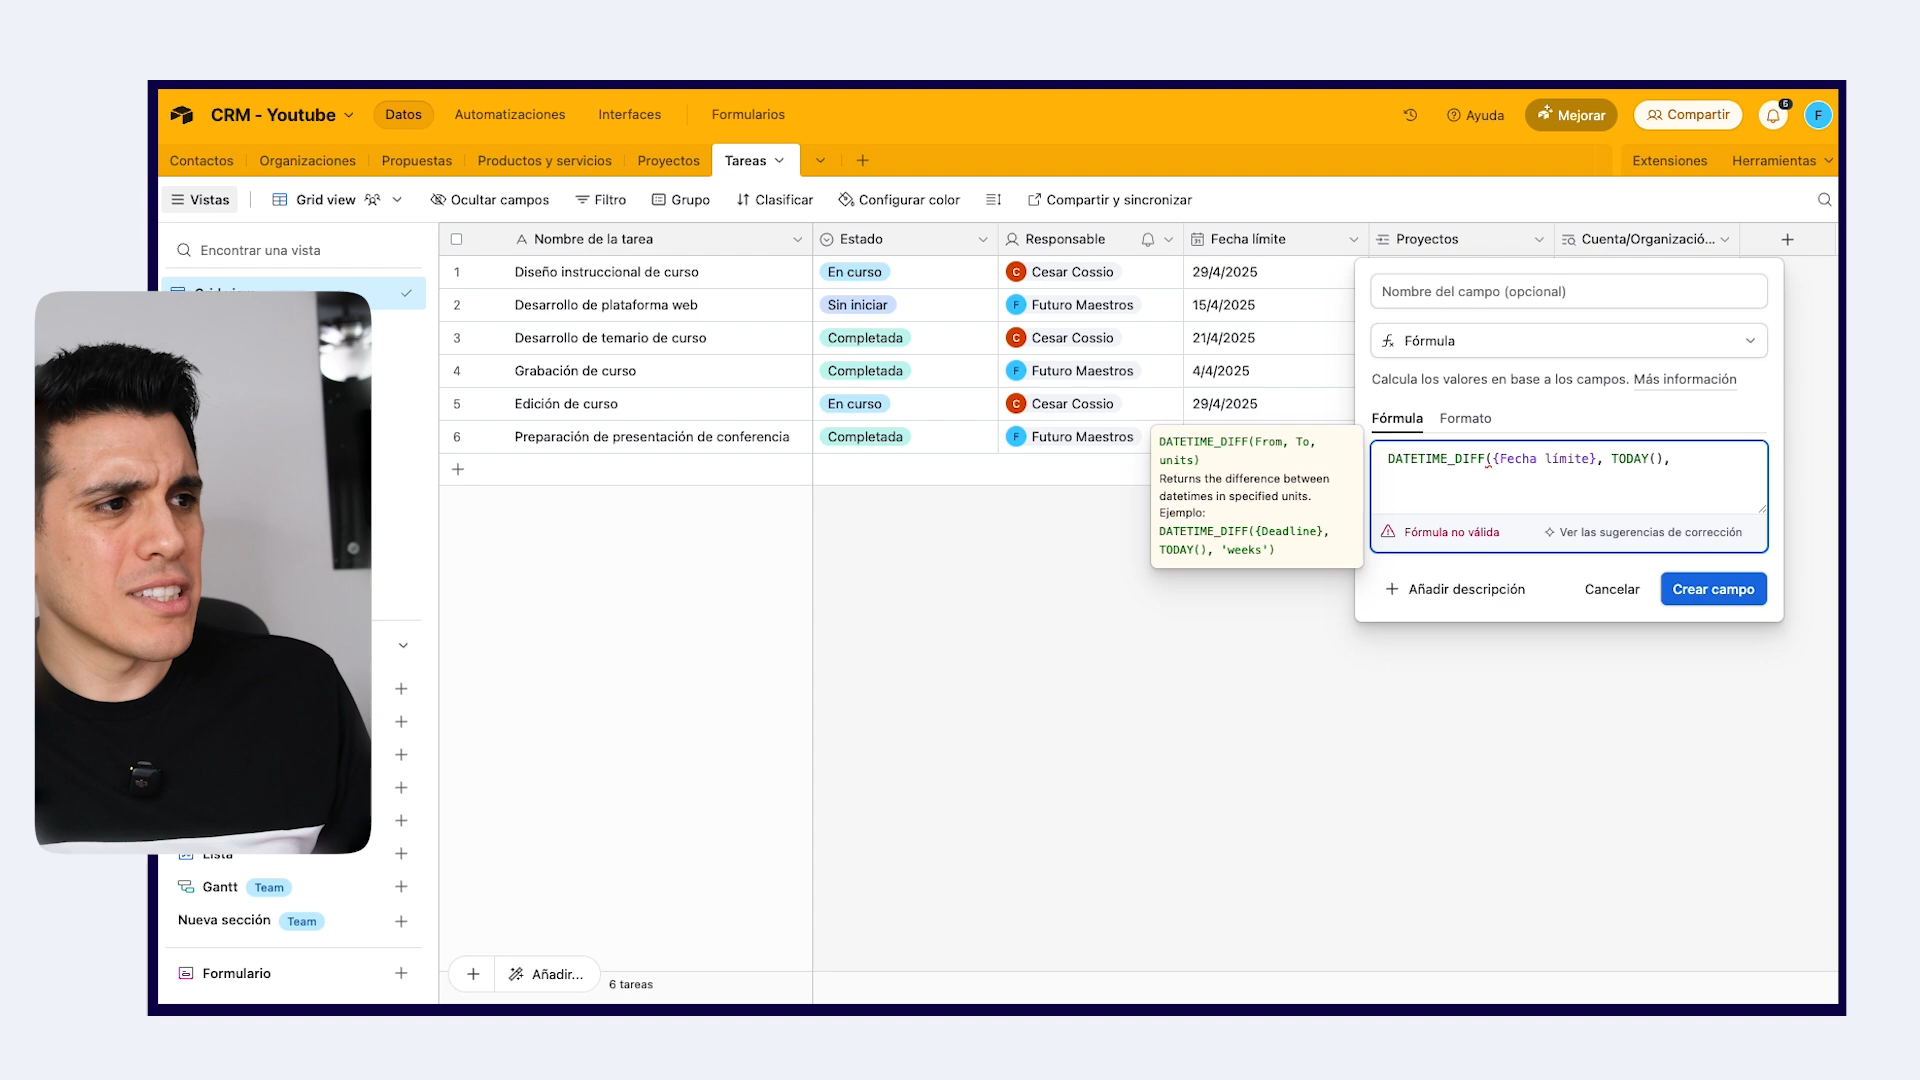 CRM - Youtube
Datos
Automatizaciones
Interfaces
Formularios
Ayuda
Mejorar
Compartir
6
F
Contactos
Organizaciones
Propuestas
Productos y servicios
Proyectos
Tareas
Extensiones
Herramientas
Vistas
Grid view
Ocultar campos
Filtro
Grupo
Clasificar
Configurar color
Compartir y sincronizar
Encontrar una vista
Nombre de la tarea
Estado
Responsable
Fecha límite
Proyectos
Cuenta/Organizació...
1 Diseño instruccional de curso En curso C Cesar Cossio 29/4/2025
2 Desarrollo de plataforma web Sin iniciar F Futuro Maestros 15/4/2025
3 Desarrollo de temario de curso Completada C Cesar Cossio 21/4/2025
4 Grabación de curso Completada F Futuro Maestros 4/4/2025
5 Edición de curso En curso C Cesar Cossio 29/4/2025
6 Preparación de presentación de conferencia Completada F Futuro Maestros
DATETIME_DIFF(From, To,
units)
Returns the difference between
datetimes in specified units.
Ejemplo:
DATETIME_DIFF({Deadline},
TODAY(), 'weeks')
Nombre del campo (opcional)
Fórmula
Calcula los valores en base a los campos. Más información
Fórmula
Formato
DATETIME_DIFF({Fecha límite}, TODAY(),
Fórmula no válida
Ver las sugerencias de corrección
Añadir descripción
Cancelar
Crear campo
Lista
Gantt
Team
Nueva sección
Team
Formulario
Añadir...
6 tareas